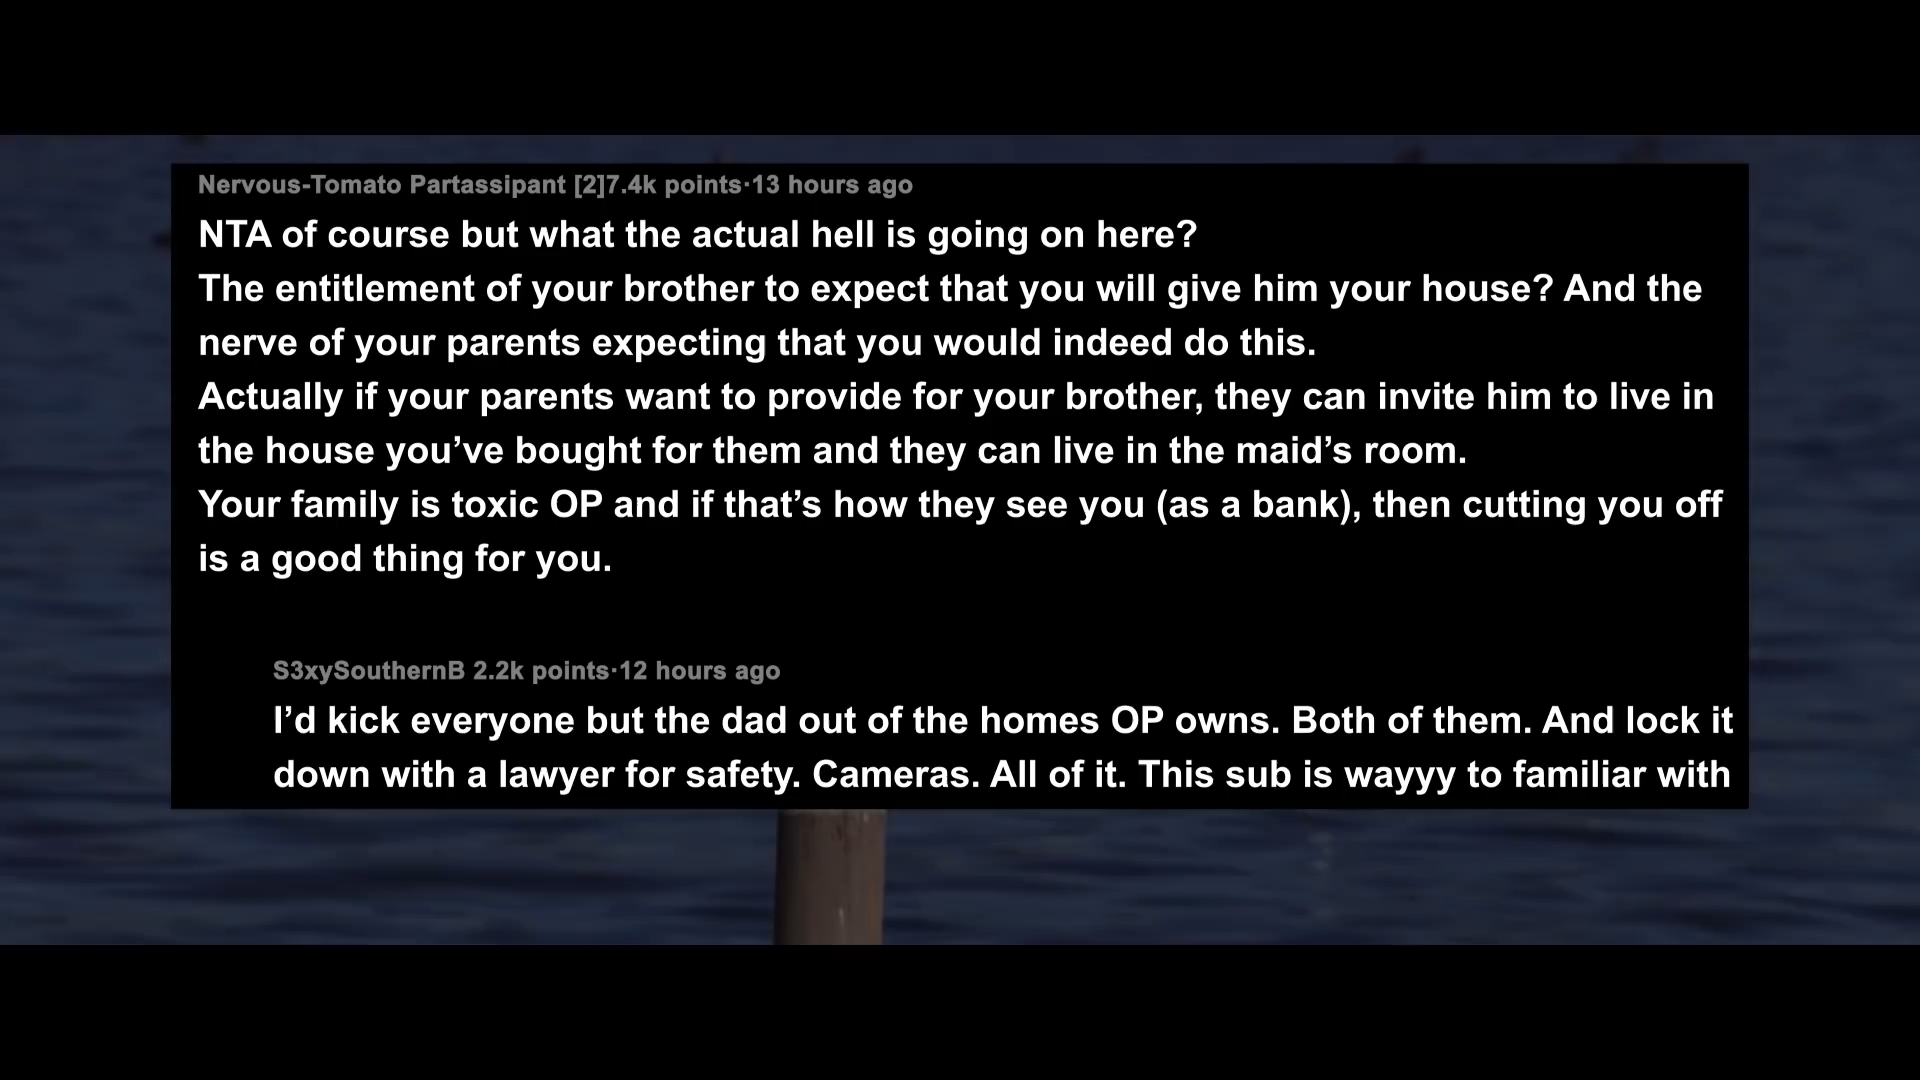 Nervous-Tomato Partassipant [2]7.4k points·13 hours ago
NTA of course but what the actual hell is going on here?
The entitlement of your brother to expect that you will give him your house? And the
nerve of your parents expecting that you would indeed do this.
Actually if your parents want to provide for your brother, they can invite him to live in
the house you’ve bought for them and they can live in the maid’s room.
Your family is toxic OP and if that’s how they see you (as a bank), then cutting you off
is a good thing for you.
S3xySouthernB 2.2k points·12 hours ago
I’d kick everyone but the dad out of the homes OP owns. Both of them. And lock it
down with a lawyer for safety. Cameras. All of it. This sub is wayyy to familiar with